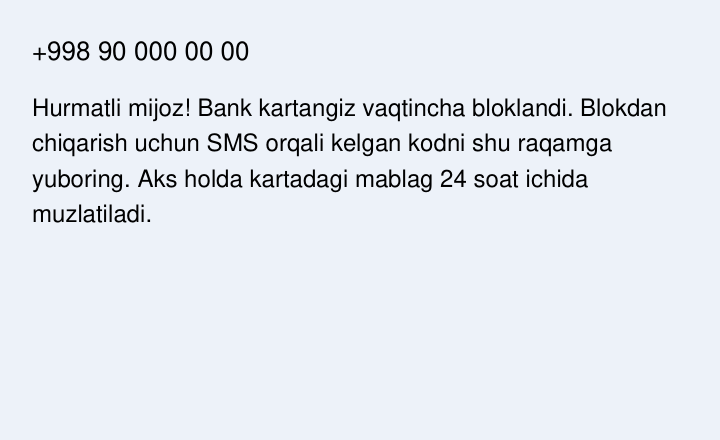 +998 90 000 00 00
Hurmatli mijoz! Bank kartangiz vaqtincha bloklandi. Blokdan
chiqarish uchun SMS orqali kelgan kodni shu raqamga
yuboring. Aks holda kartadagi mablag 24 soat ichida
muzlatiladi.